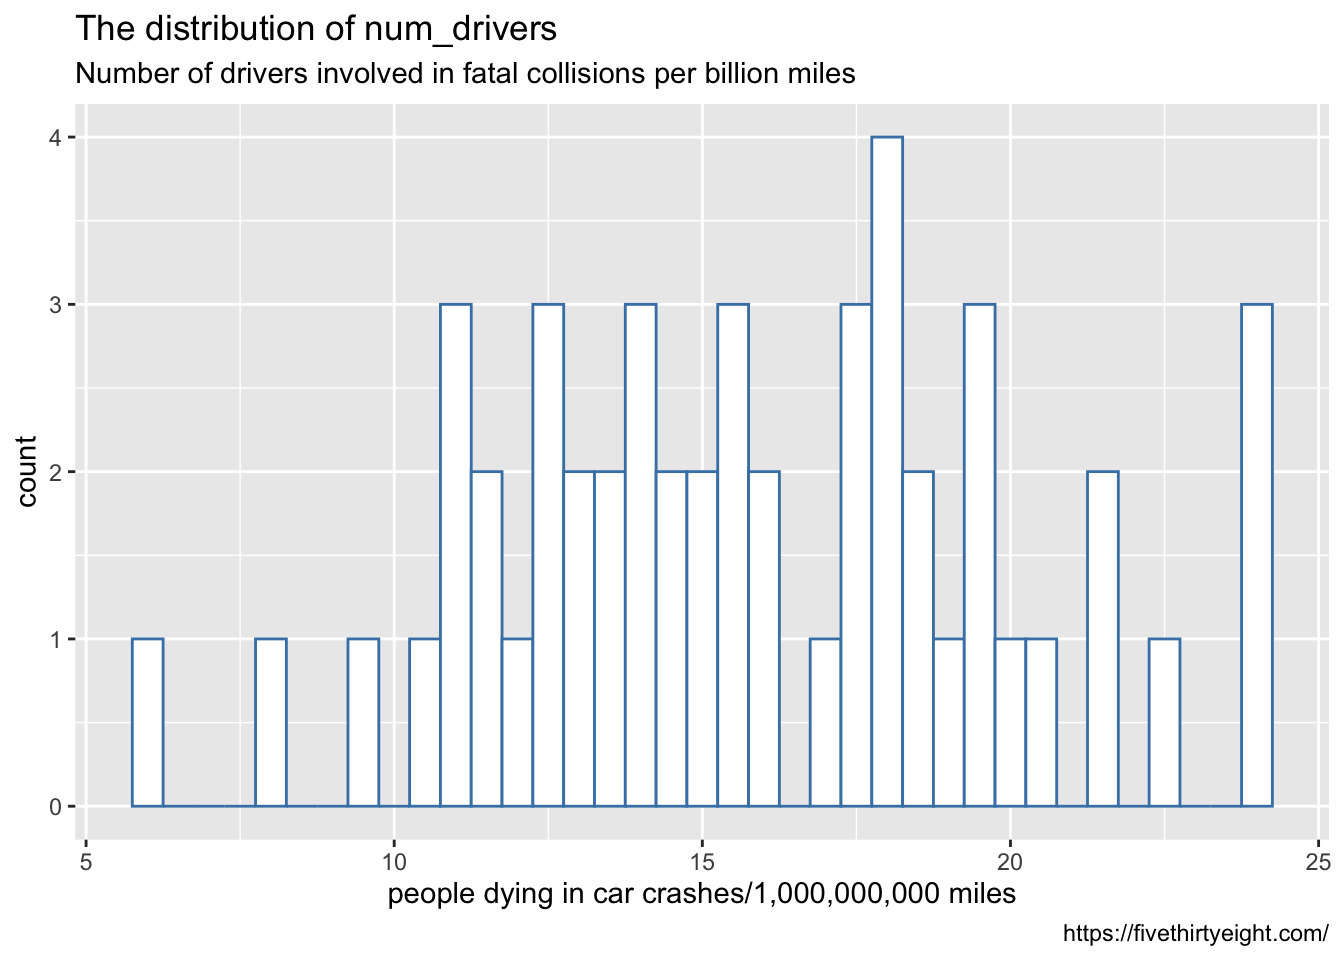 The distribution of num_drivers
Number of drivers involved in fatal collisions per billion miles
4
3
2
1
0
count
5 10 15 20 25
people dying in car crashes/1,000,000,000 miles
https://fivethirtyeight.com/